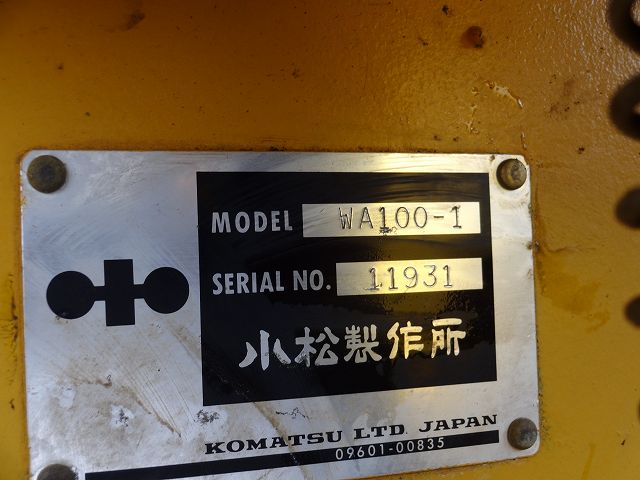 MODEL WA100-1
SERIAL NO. 11931
小松製作所
KOMATSU LTD. JAPAN
09601-00835